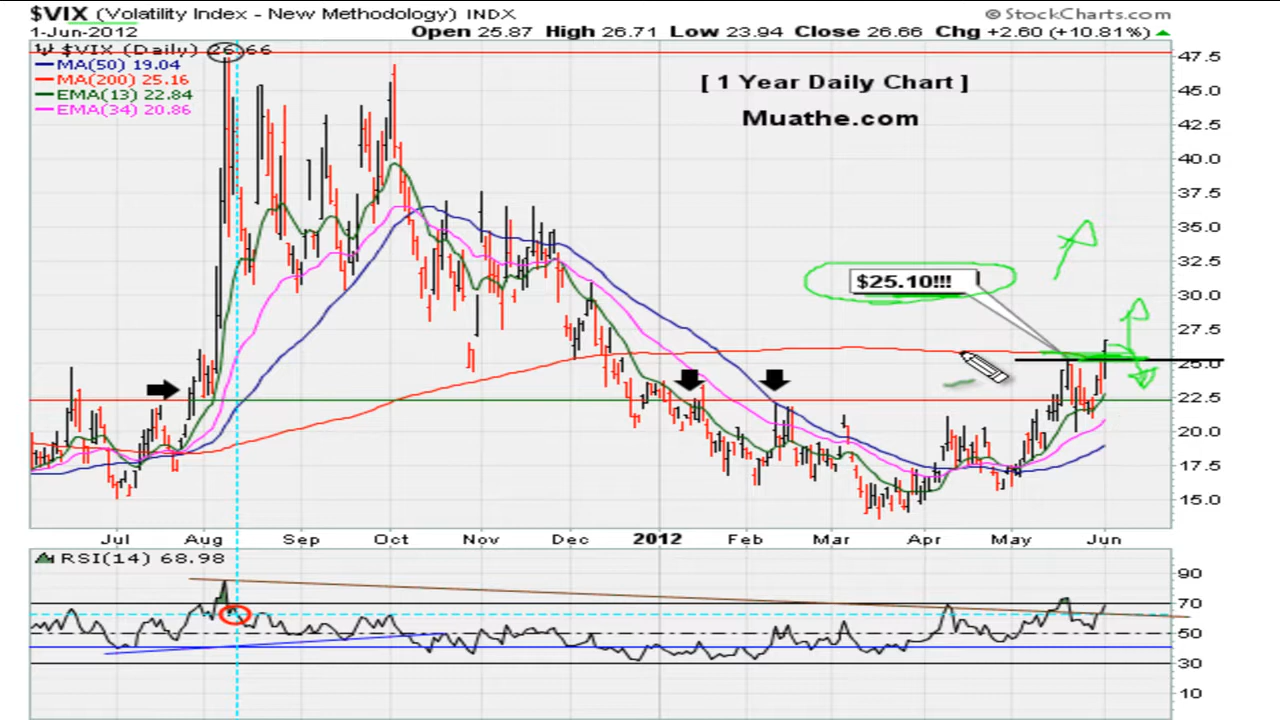 $VIX (Volatility Index - New Methodology) INDX © StockCharts.com
1-Jun-2012 Open 25.87 High 26.71 Low 23.94 Close 26.66 Chg +2.60 (+10.81%)
$VIX (Daily) 26.66
MA(50) 19.04
MA(200) 25.16
EMA(13) 22.84
EMA(34) 20.86
[ 1 Year Daily Chart ]
Muathe.com
$25.10!!!
47.5
45.0
42.5
40.0
37.5
35.0
32.5
30.0
27.5
25.0
22.5
20.0
17.5
15.0
Jul Aug Sep Oct Nov Dec 2012 Feb Mar Apr May Jun
RSI(14) 68.98
90
70
50
30
10